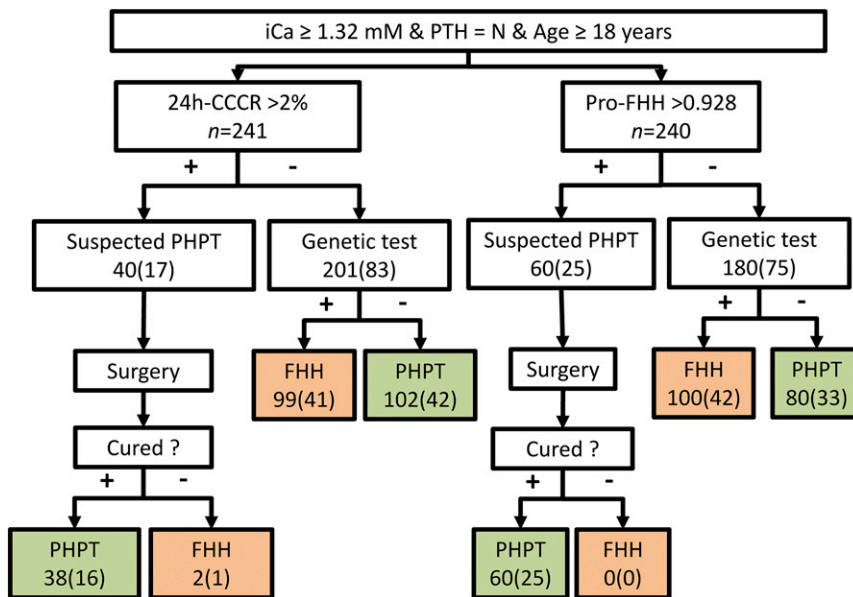 iCa ≥ 1.32 mM & PTH = N & Age ≥ 18 years
24h-CCCR >2%
n=241
+ -
Suspected PHPT
40(17)
Genetic test
201(83)
+ -
Surgery
FHH
99(41)
PHPT
102(42)
Cured ?
+ -
PHPT
38(16)
FHH
2(1)
Pro-FHH >0.928
n=240
+ -
Suspected PHPT
60(25)
Genetic test
180(75)
+ -
Surgery
FHH
100(42)
PHPT
80(33)
Cured ?
+ -
PHPT
60(25)
FHH
0(0)